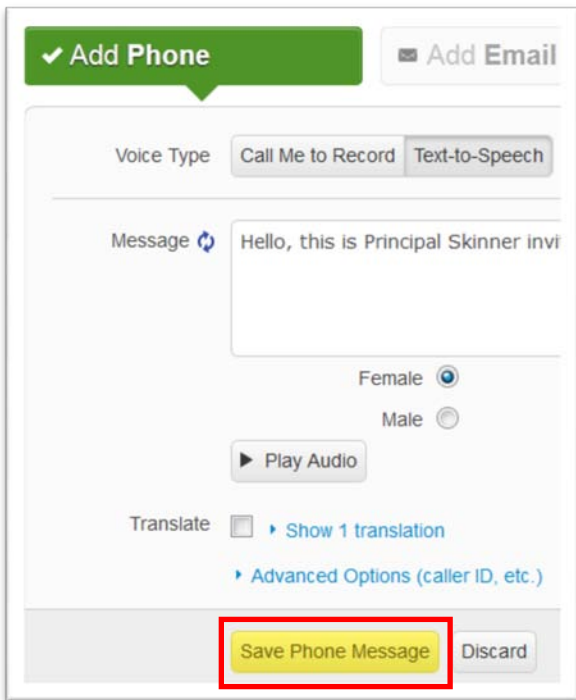 ✔ Add Phone
Add Email
Voice Type Call Me to Record Text-to-Speech
Message Hello, this is Principal Skinner invi
Female
Male
Play Audio
Translate Show 1 translation
Advanced Options (caller ID, etc.)
Save Phone Message Discard